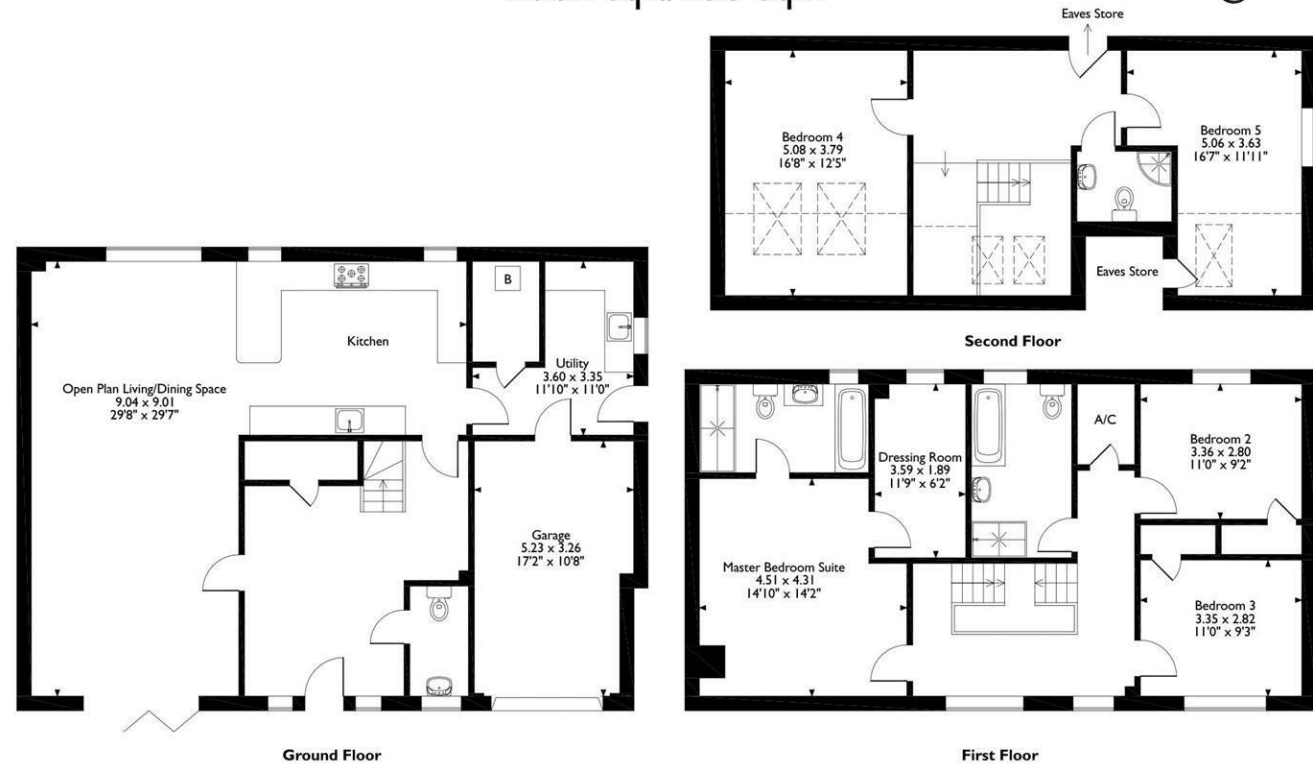 Eaves Store
Bedroom 4
5.08 x 3.79
16'8" x 12'5"
Bedroom 5
5.06 x 3.63
16'7" x 11'11"
Eaves Store
Second Floor
B
Kitchen
Utility
3.60 x 3.35
11'10" x 11'0"
Open Plan Living/Dining Space
9.04 x 9.01
29'8" x 29'7"
Garage
5.23 x 3.26
17'2" x 10'8"
Ground Floor
A/C
Bedroom 2
3.36 x 2.80
11'0" x 9'2"
Dressing Room
3.59 x 1.89
11'9" x 6'2"
Master Bedroom Suite
4.51 x 4.31
14'10" x 14'2"
Bedroom 3
3.35 x 2.82
11'0" x 9'3"
First Floor